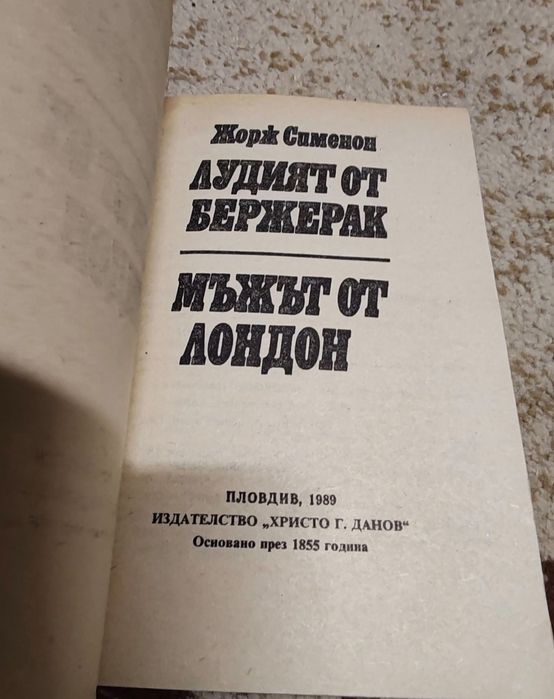 Жорж Сименон
ЛУДИЯТ ОТ
БЕРЖЕРАК
МЪЖЪТ ОТ
ЛОНДОН
ПЛОВДИВ, 1989
ИЗДАТЕЛСТВО „ХРИСТО Г. ДАНОВ“
Основано през 1855 година